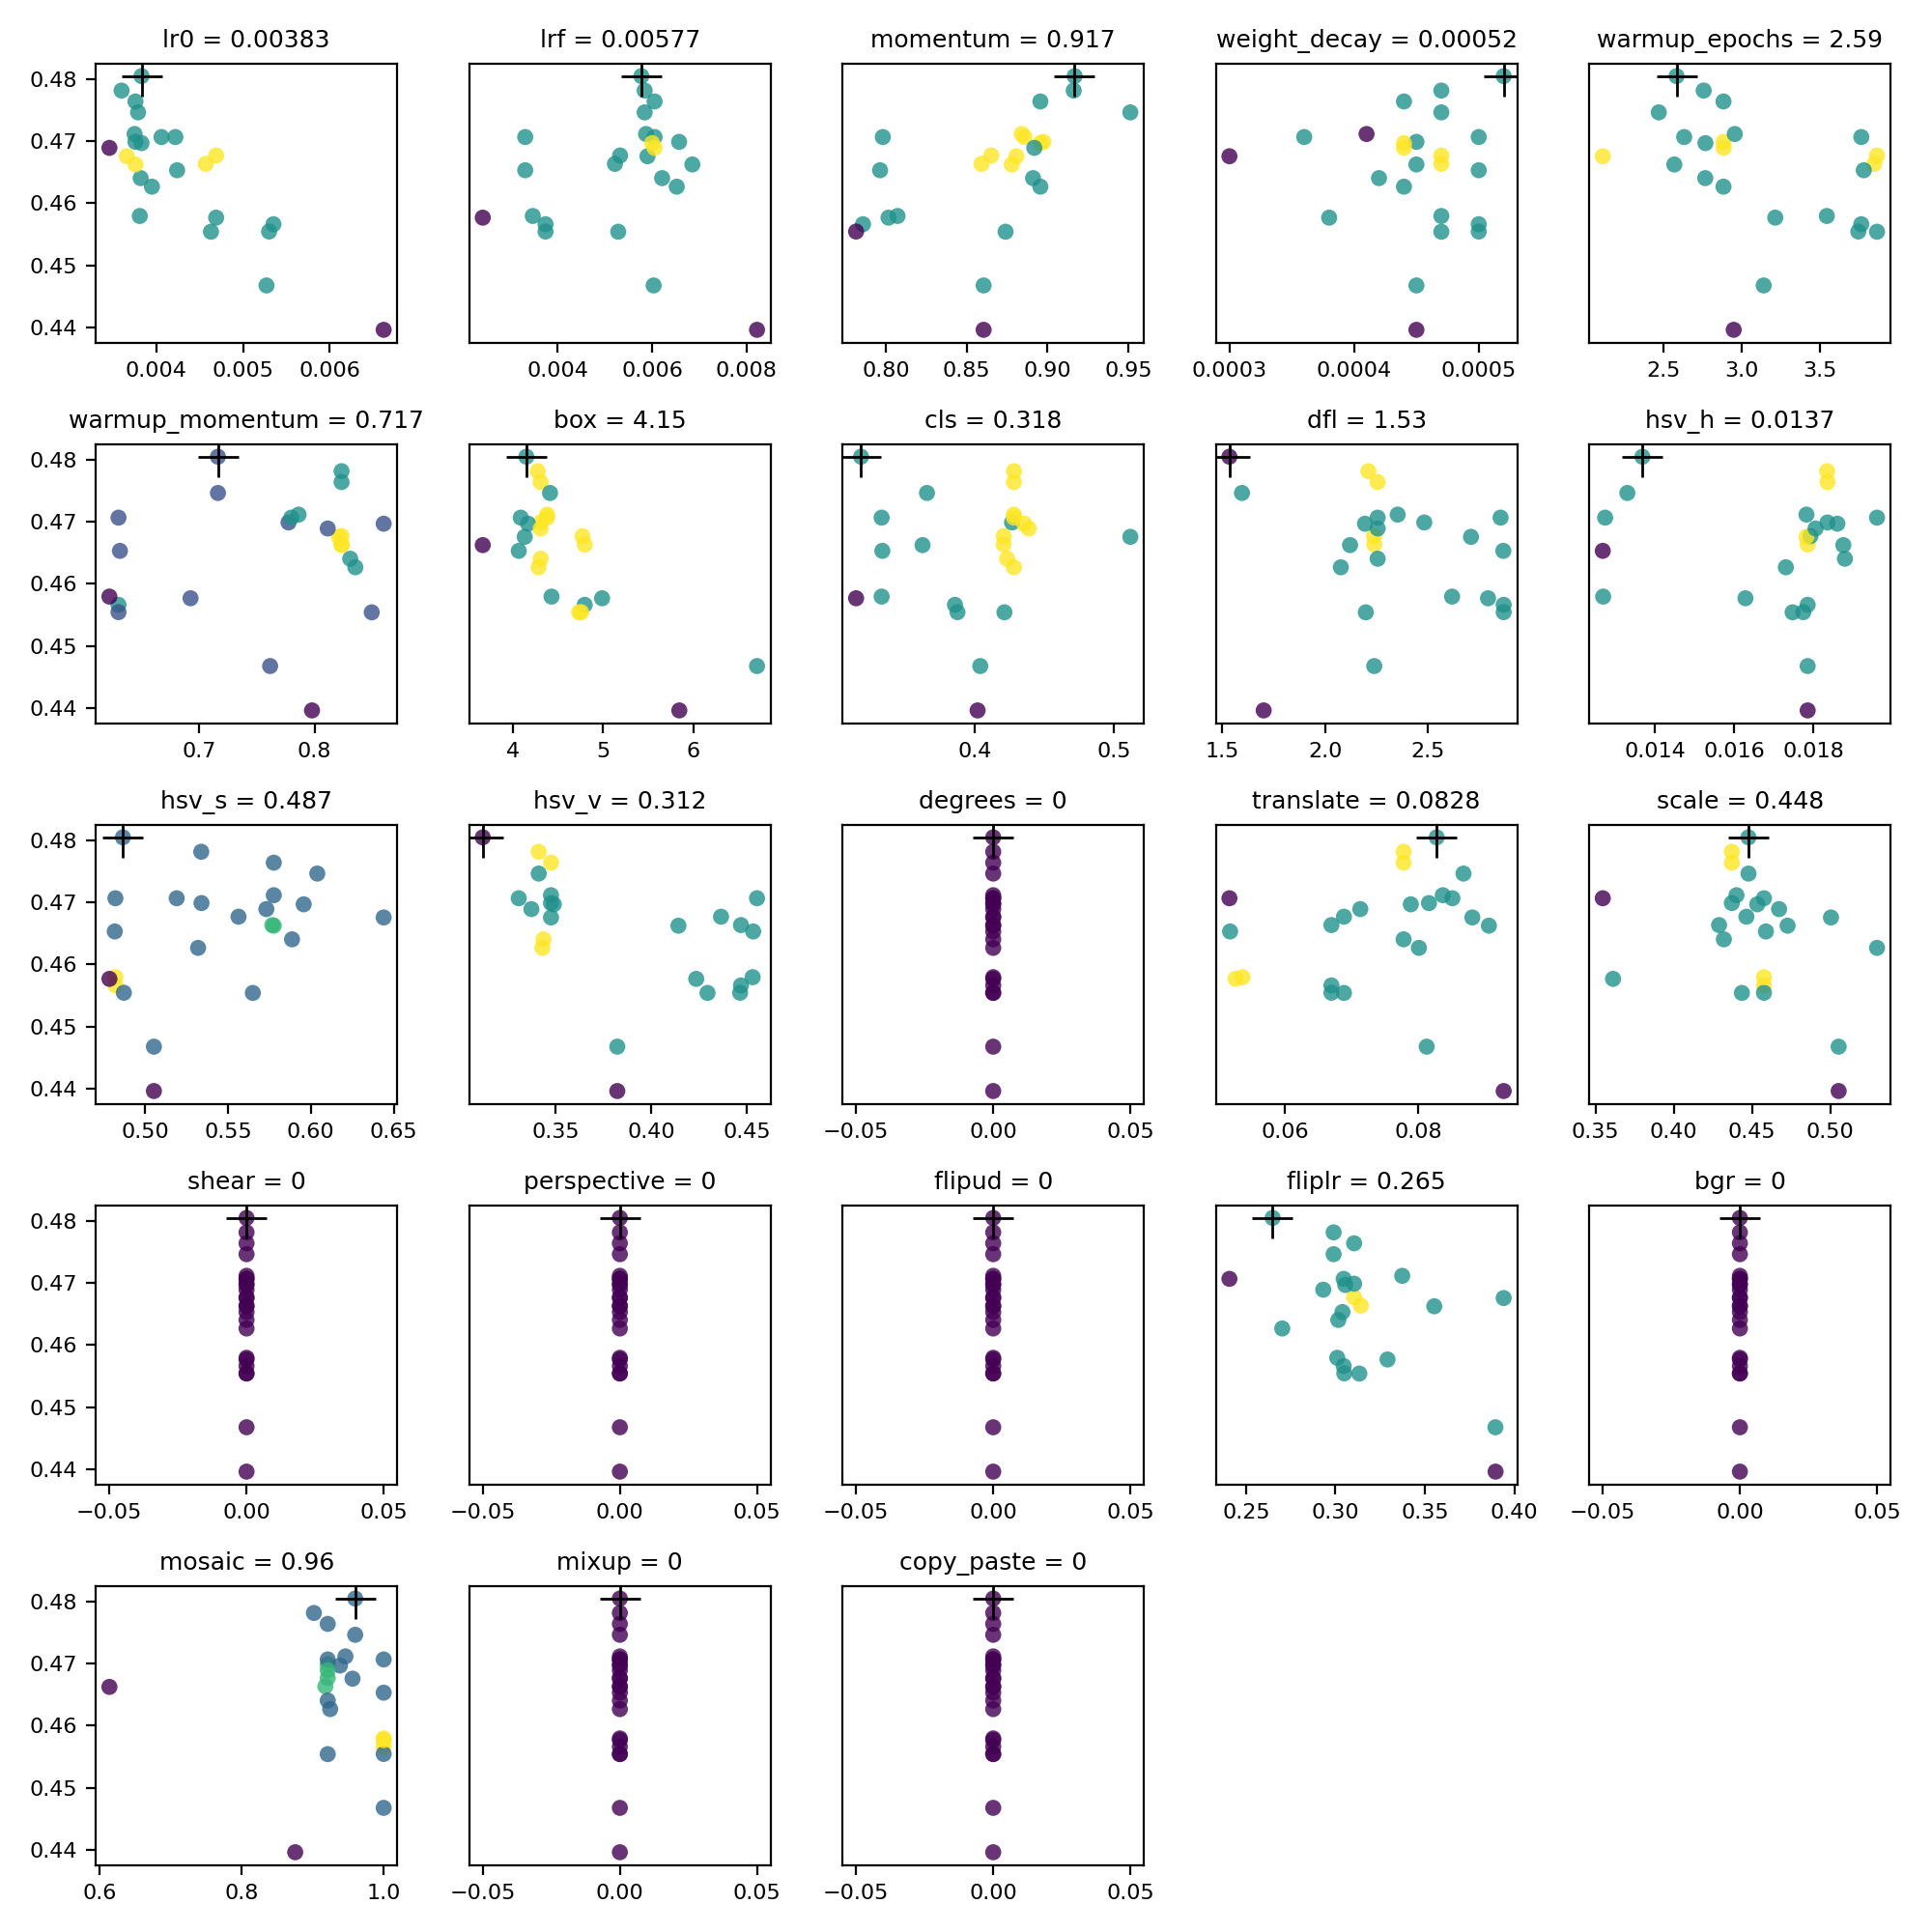 lr0 = 0.00383 lrf = 0.00577 momentum = 0.917 weight_decay = 0.00052 warmup_epochs = 2.59
0.48
0.47
0.46
0.45
0.44
0.004 0.005 0.006 0.004 0.006 0.008 0.80 0.85 0.90 0.95 0.0003 0.0004 0.0005 2.5 3.0 3.5
warmup_momentum = 0.717 box = 4.15 cls = 0.318 dfl = 1.53 hsv_h = 0.0137
0.48
0.47
0.46
0.45
0.44
0.7 0.8 4 5 6 0.4 0.5 1.5 2.0 2.5 0.014 0.016 0.018
hsv_s = 0.487 hsv_v = 0.312 degrees = 0 translate = 0.0828 scale = 0.448
0.48
0.47
0.46
0.45
0.44
0.50 0.55 0.60 0.65 0.35 0.40 0.45 −0.05 0.00 0.05 0.06 0.08 0.35 0.40 0.45 0.50
shear = 0 perspective = 0 flipud = 0 fliplr = 0.265 bgr = 0
0.48
0.47
0.46
0.45
0.44
−0.05 0.00 0.05 −0.05 0.00 0.05 −0.05 0.00 0.05 0.25 0.30 0.35 0.40 −0.05 0.00 0.05
mosaic = 0.96 mixup = 0 copy_paste = 0
0.48
0.47
0.46
0.45
0.44
0.6 0.8 1.0 −0.05 0.00 0.05 −0.05 0.00 0.05